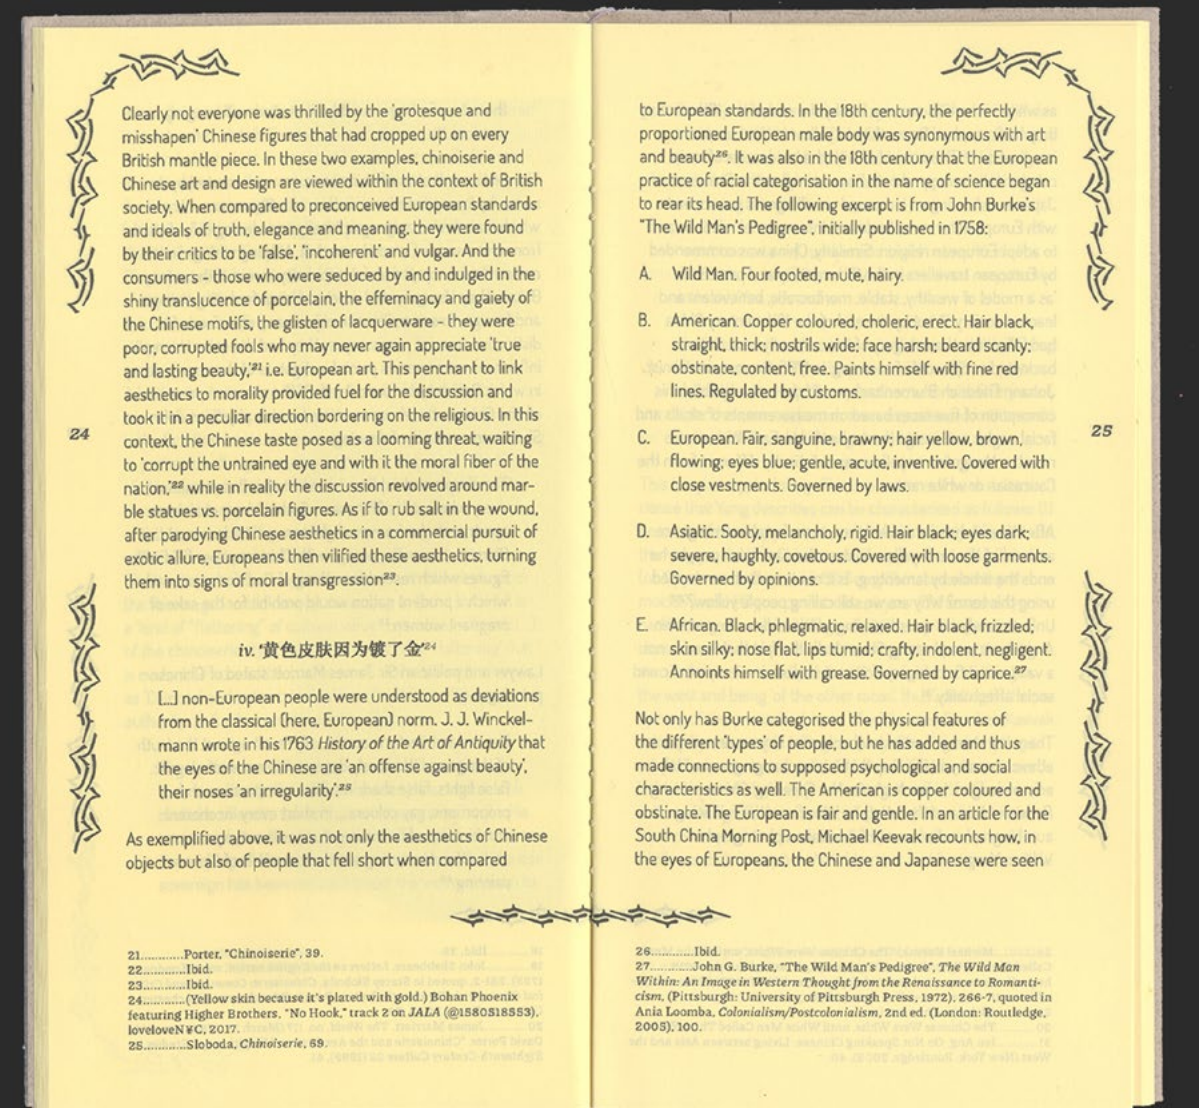 Clearly not everyone was thrilled by the 'grotesque and
misshapen' Chinese figures that had cropped up on every
British mantle piece. In these two examples, chinoiserie and
Chinese art and design are viewed within the context of British
society. When compared to preconceived European standards
and ideals of truth, elegance and meaning, they were found
by their critics to be 'false', 'incoherent' and vulgar. And the
consumers - those who were seduced by and indulged in the
shiny translucence of porcelain, the effeminacy and gaiety of
the Chinese motifs, the glisten of lacquerware - they were
poor, corrupted fools who may never again appreciate 'true
and lasting beauty,'²¹ i.e. European art. This penchant to link
aesthetics to morality provided fuel for the discussion and
took it in a peculiar direction bordering on the religious. In this
context, the Chinese taste posed as a looming threat, waiting
to 'corrupt the untrained eye and with it the moral fiber of the
nation,'²² while in reality the discussion revolved around mar-
ble statues vs. porcelain figures. As if to rub salt in the wound,
after parodying Chinese aesthetics in a commercial pursuit of
exotic allure, Europeans then vilified these aesthetics, turning
them into signs of moral transgression²³.
24
iv. '黄色皮肤因为镀了金'²⁴
[...] non-European people were understood as deviations
from the classical (here, European) norm. J. J. Winckel-
mann wrote in his 1763 History of the Art of Antiquity that
the eyes of the Chinese are 'an offense against beauty',
their noses 'an irregularity'.²⁵
As exemplified above, it was not only the aesthetics of Chinese
objects but also of people that fell short when compared
21............Porter, "Chinoiserie", 39.
22............Ibid.
23............Ibid.
24............(Yellow skin because it's plated with gold.) Bohan Phoenix
featuring Higher Brothers, "No Hook," track 2 on JALA (@1580518553),
loveloveN¥C, 2017.
25............Sloboda, Chinoiserie, 69.
to European standards. In the 18th century, the perfectly
proportioned European male body was synonymous with art
and beauty²⁶. It was also in the 18th century that the European
practice of racial categorisation in the name of science began
to rear its head. The following excerpt is from John Burke's
"The Wild Man's Pedigree", initially published in 1758:
A. Wild Man. Four footed, mute, hairy.
B. American. Copper coloured, choleric, erect. Hair black,
straight, thick; nostrils wide; face harsh; beard scanty;
obstinate, content, free. Paints himself with fine red
lines. Regulated by customs.
C. European. Fair, sanguine, brawny; hair yellow, brown,
flowing; eyes blue; gentle, acute, inventive. Covered with
close vestments. Governed by laws.
D. Asiatic. Sooty, melancholy, rigid. Hair black; eyes dark;
severe, haughty, covetous. Covered with loose garments.
Governed by opinions.
E. African. Black, phlegmatic, relaxed. Hair black, frizzled;
skin silky; nose flat, lips tumid; crafty, indolent, negligent.
Annoints himself with grease. Governed by caprice.²⁷
Not only has Burke categorised the physical features of
the different 'types' of people, but he has added and thus
made connections to supposed psychological and social
characteristics as well. The American is copper coloured and
obstinate. The European is fair and gentle. In an article for the
South China Morning Post, Michael Keevak recounts how, in
the eyes of Europeans, the Chinese and Japanese were seen
25
26............Ibid.
27............John G. Burke, "The Wild Man's Pedigree", The Wild Man
Within: An Image in Western Thought from the Renaissance to Romanti-
cism, (Pittsburgh: University of Pittsburgh Press, 1972), 266-7, quoted in
Ania Loomba, Colonialism/Postcolonialism, 2nd ed. (London: Routledge,
2005), 100.